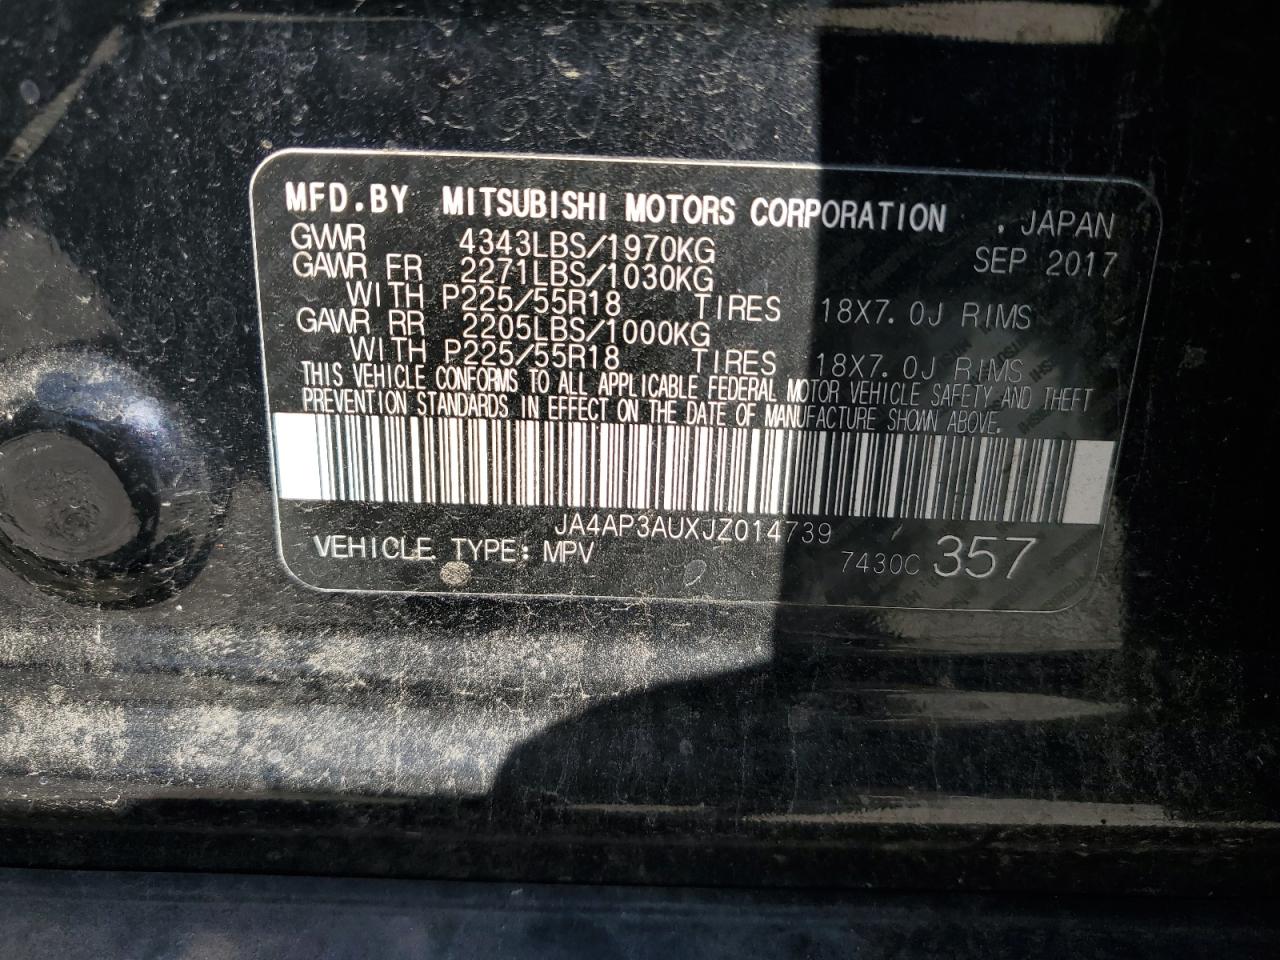 MFD.BY MITSUBISHI MOTORS CORPORATION . JAPAN
GVWR 4343LBS/1970KG SEP 2017
GAWR FR 2271LBS/1030KG
WITH P225/55R18 TIRES 18X7.0J RIMS
GAWR RR 2205LBS/1000KG
WITH P225/55R18 TIRES 18X7.0J RIMS
THIS VEHICLE CONFORMS TO ALL APPLICABLE FEDERAL MOTOR VEHICLE SAFETY AND THEFT
PREVENTION STANDARDS IN EFFECT ON THE DATE OF MANUFACTURE SHOWN ABOVE.
JA4AP3AUXJZ014739
VEHICLE TYPE: MPV 7430C 357